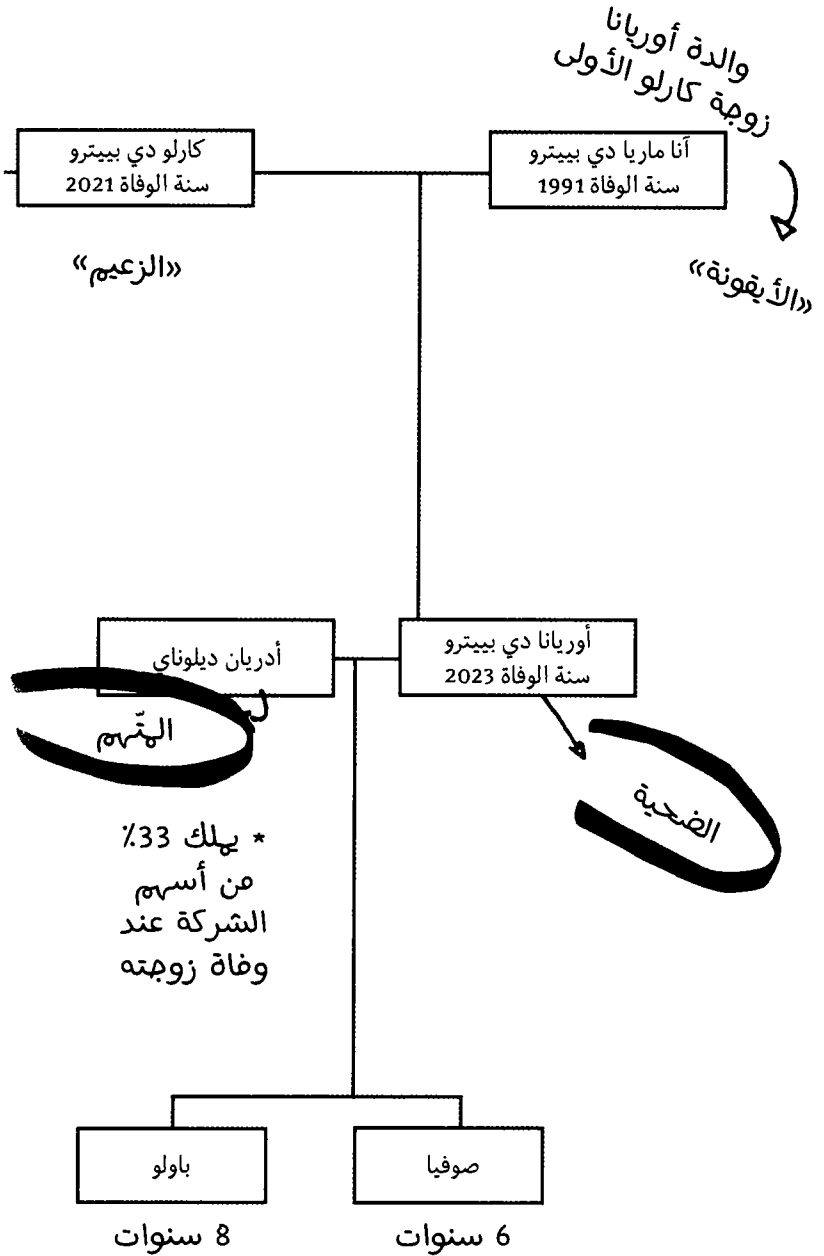 والدة أوريانا
زوجة كارلو الأولى
آنا ماريا دي بييترو
سنة الوفاة 1991
كارلو دي بييترو
سنة الوفاة 2021
«الأيقونة»
«الزعيم»
أوريانا دي بييترو
سنة الوفاة 2023
أدريان ديلوناي
الضحية
المتّهم
* يملك 33٪
من أسهم
الشركة عند
وفاة زوجته
صوفيا
باولو
6 سنوات
8 سنوات